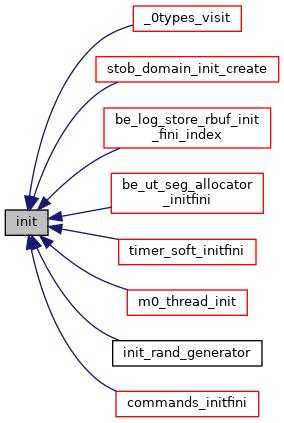 _0types_visit
stob_domain_init_create
be_log_store_rbuf_init
_fini_index
be_ut_seg_allocator
_initfini
init
timer_soft_initfini
m0_thread_init
init_rand_generator
commands_initfini